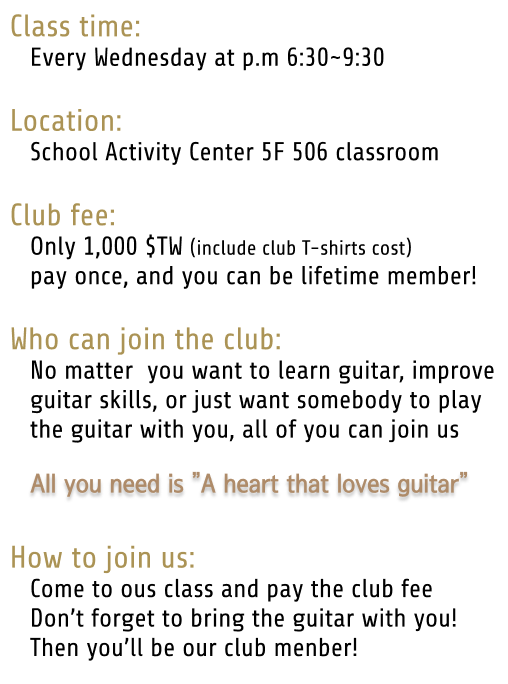 Class time:
Every Wednesday at p.m 6:30~9:30
Location:
School Activity Center 5F 506 classroom
Club fee:
Only 1,000 $TW (include club T-shirts cost)
pay once, and you can be lifetime member!
Who can join the club:
No matter  you want to learn guitar, improve
guitar skills, or just want somebody to play
the guitar with you, all of you can join us
All you need is "A heart that loves guitar"
How to join us:
Come to ous class and pay the club fee
Don't forget to bring the guitar with you!
Then you'll be our club menber!